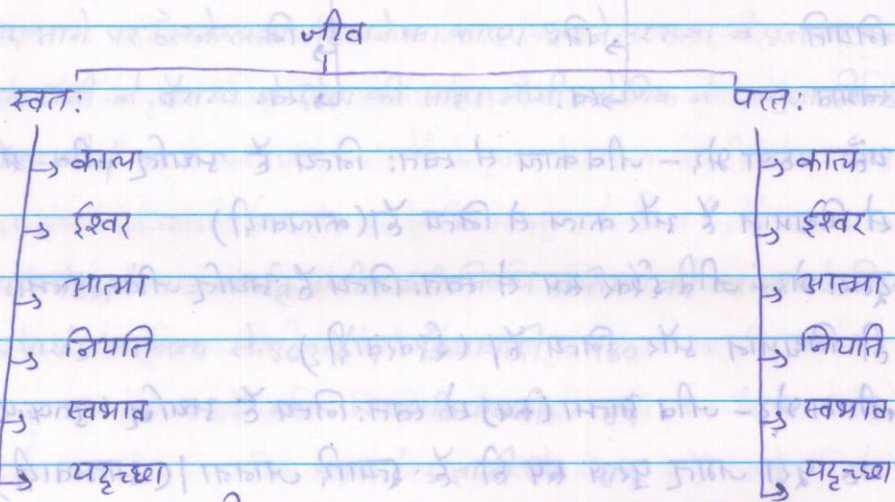 जीव
स्वतः परतः
काल काल
ईश्वर ईश्वर
आत्मा आत्मा
नियति नियति
स्वभाव स्वभाव
यदृच्छा यदृच्छा